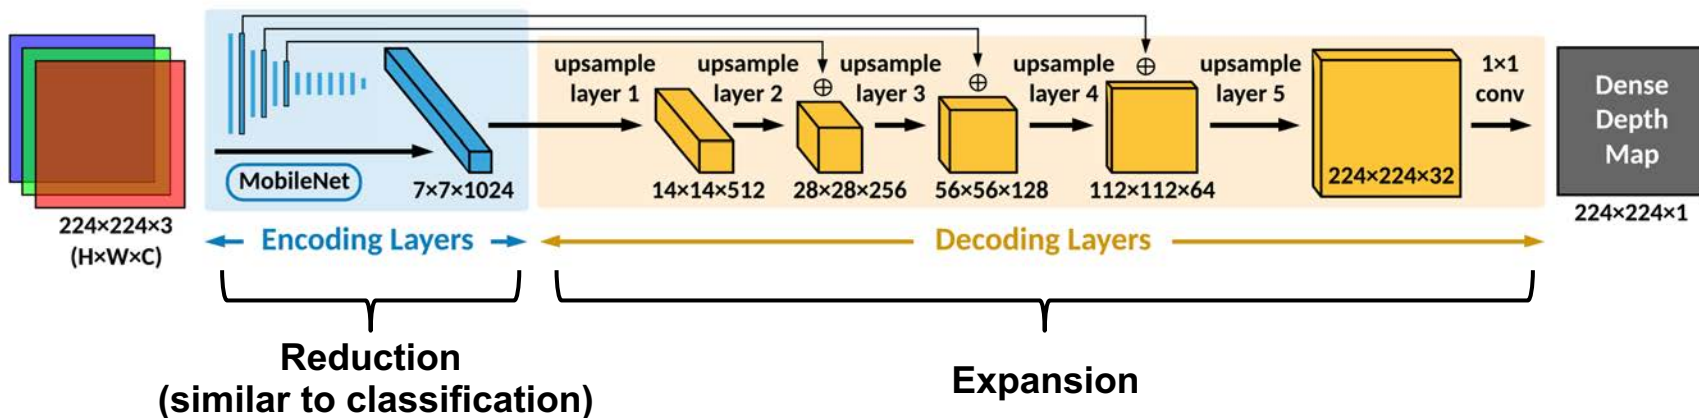 224×224×3
(H×W×C)
MobileNet
7×7×1024
Encoding Layers
upsample
layer 1
14×14×512
upsample
layer 2
⊕
28×28×256
upsample
layer 3
⊕
56×56×128
upsample
layer 4
⊕
112×112×64
upsample
layer 5
224×224×32
1×1
conv
Decoding Layers
Dense
Depth
Map
224×224×1
Reduction
(similar to classification)
Expansion